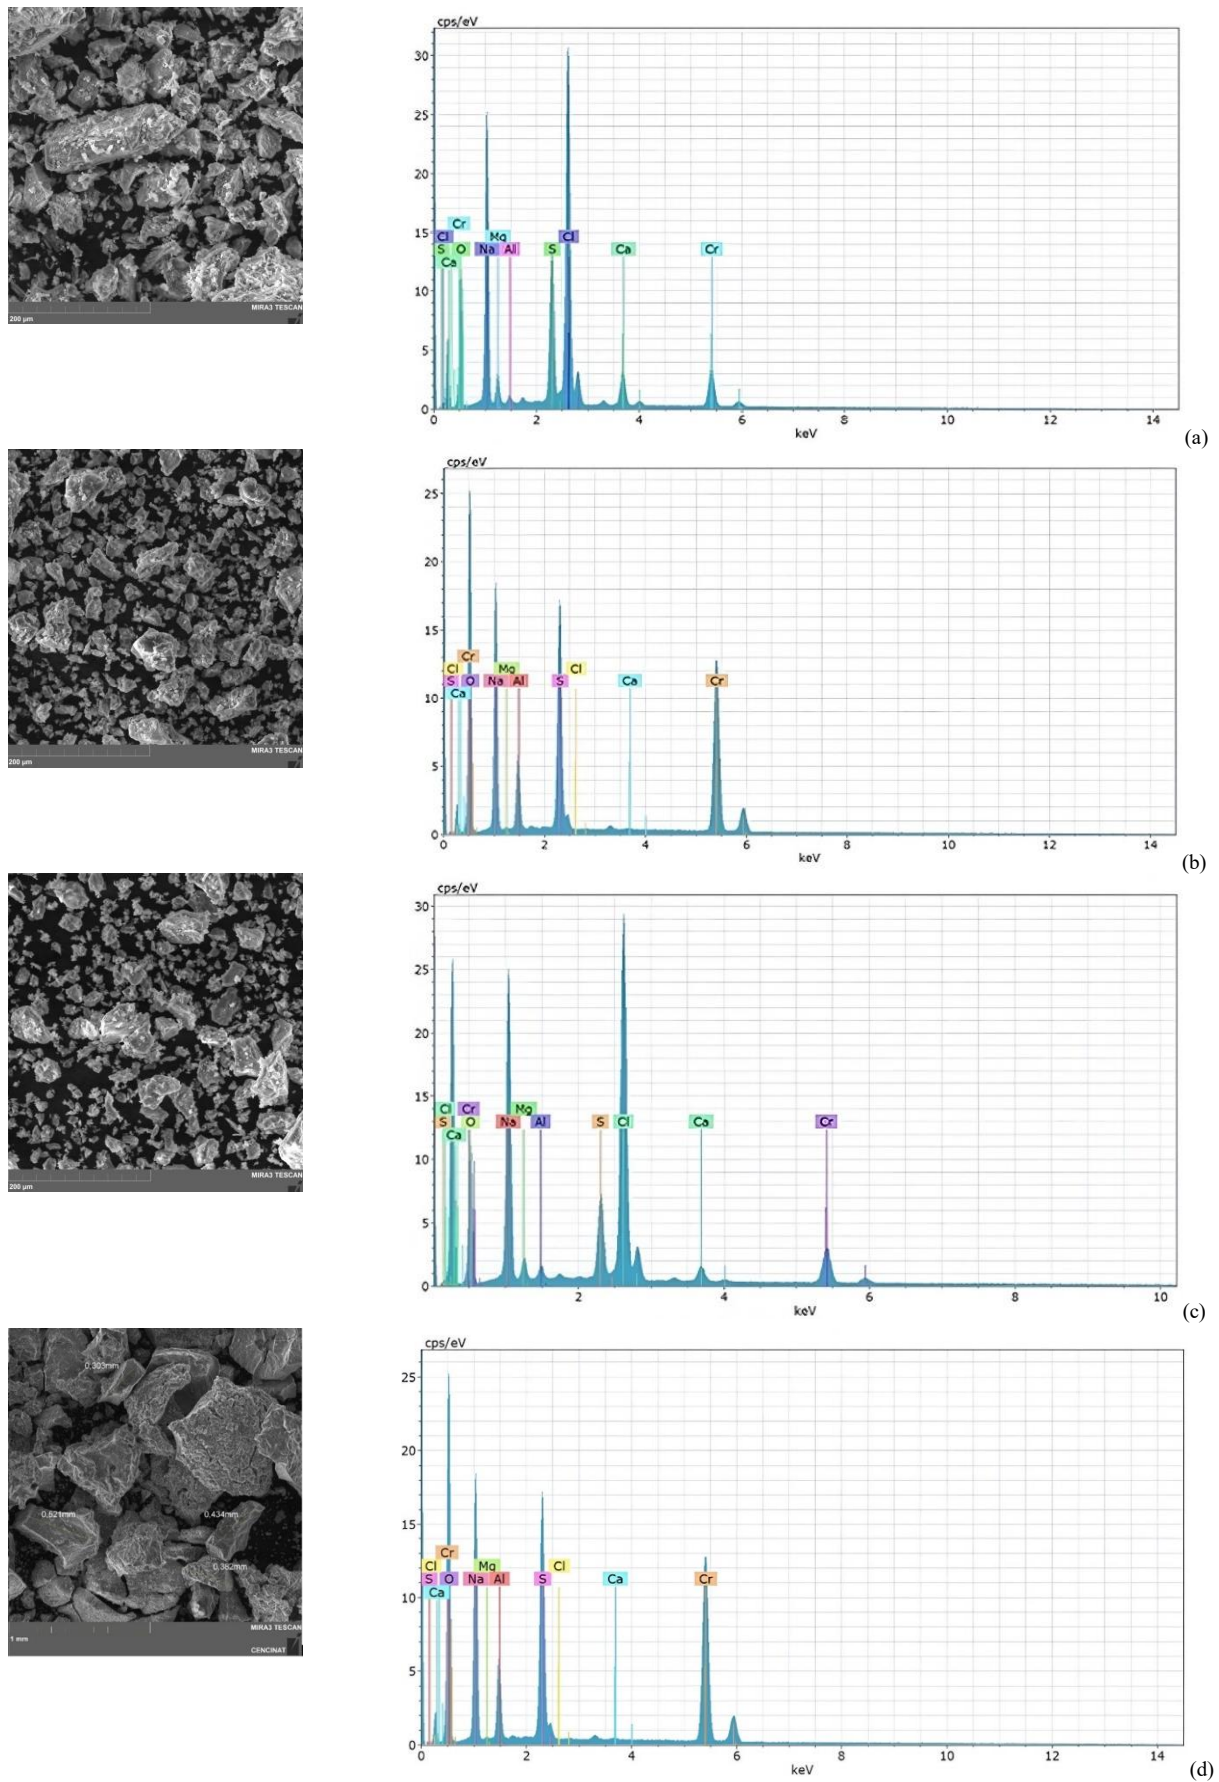 cps/eV
30
25
20
15
10
5
0
Cr
Cl Mg Cl
S O Na Al S Ca Cr
Ca
0 2 4 6 8 10 12 14
keV
MIRA3 TESCAN
200 µm
(a)
cps/eV
25
20
15
10
5
0
Cr
Cl Mg Cl
S O Na Al S Ca Cr
Ca
0 2 4 6 8 10 12 14
keV
MIRA3 TESCAN
200 µm
(b)
cps/eV
30
25
20
15
10
5
0
Cl Cr Mg
S O Na Al S Cl Ca Cr
Ca
2 4 6 8 10
keV
MIRA3 TESCAN
200 µm
(c)
0.303mm
0.621mm 0.434mm
0.382mm
MIRA3 TESCAN
1 mm
CENCINAT
cps/eV
25
20
15
10
5
0
Cr
Cl Mg Cl
S O Na Al S Ca Cr
Ca
0 2 4 6 8 10 12 14
keV
(d)